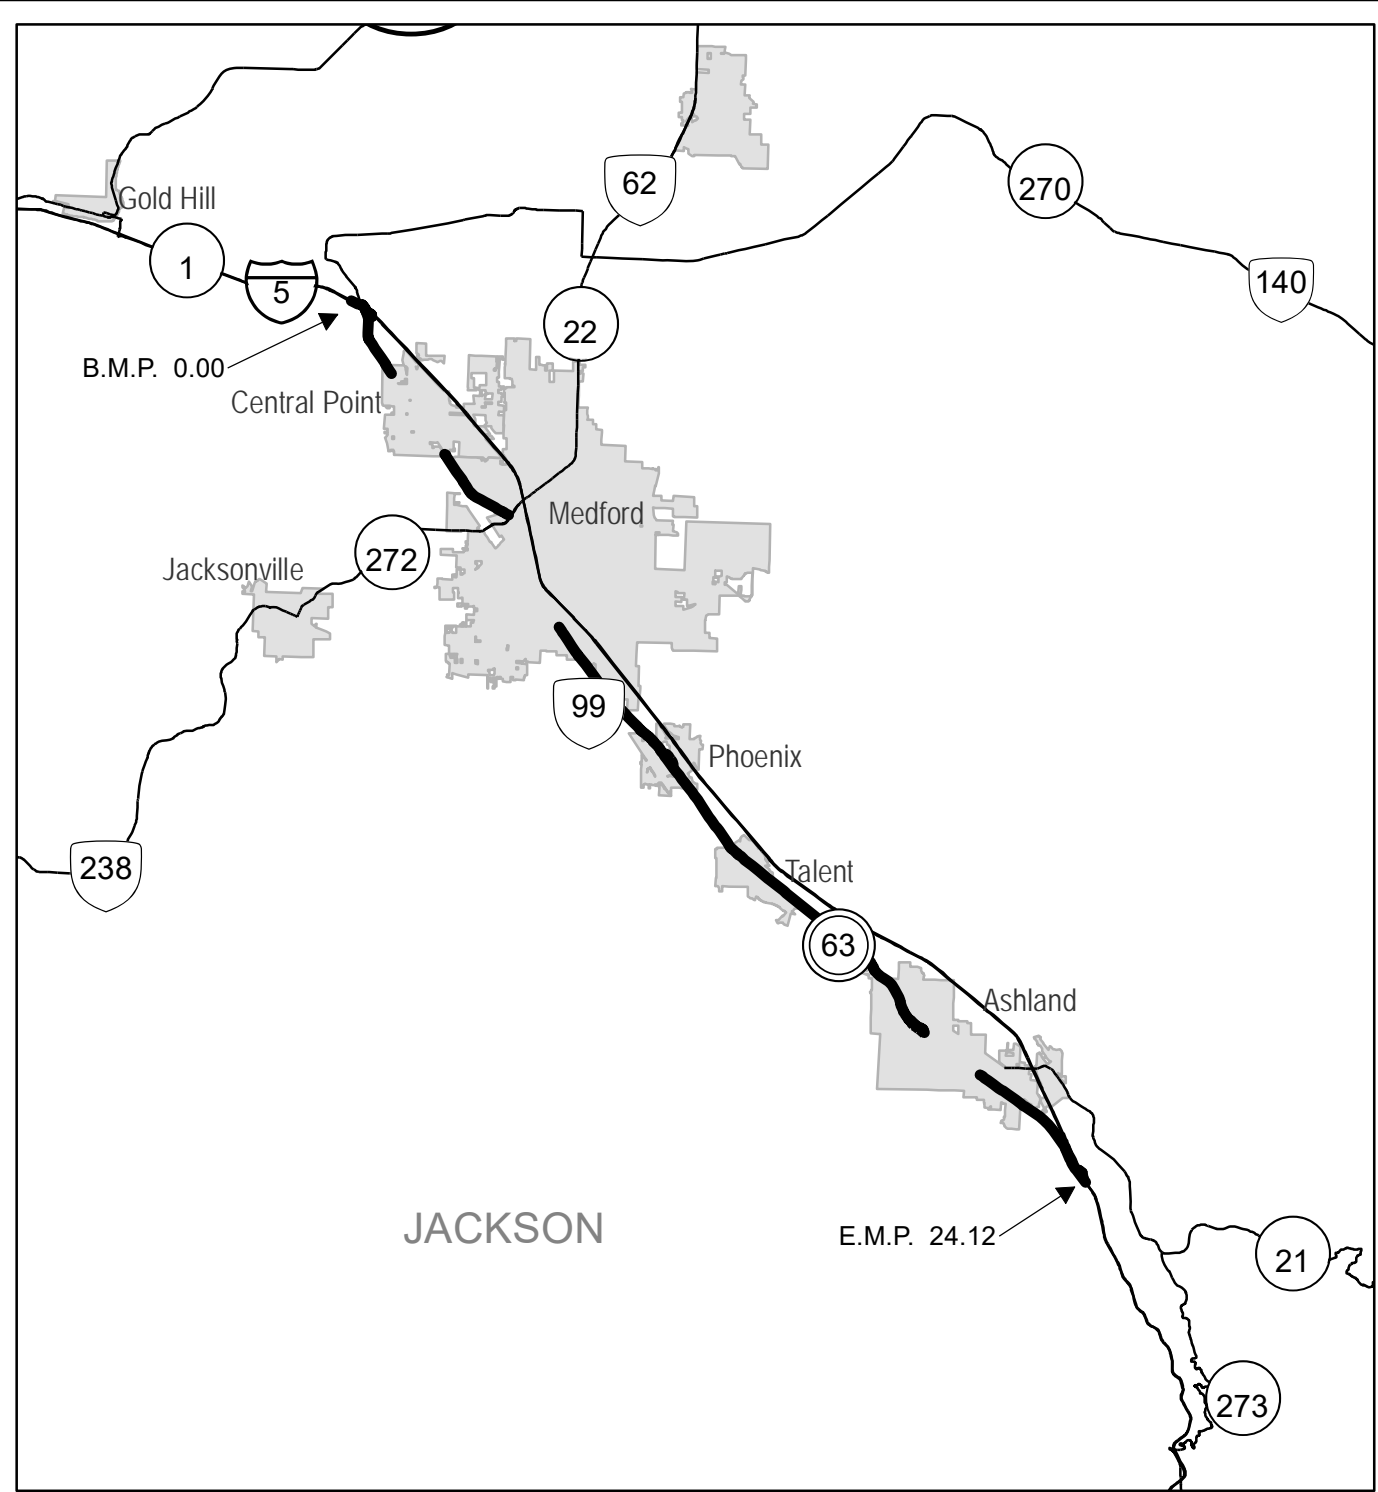 62
270
Gold Hill
1
5
140
22
B.M.P. 0.00
Central Point
Medford
272
Jacksonville
99
Phoenix
238
Talent
63
Ashland
JACKSON
E.M.P. 24.12
21
273